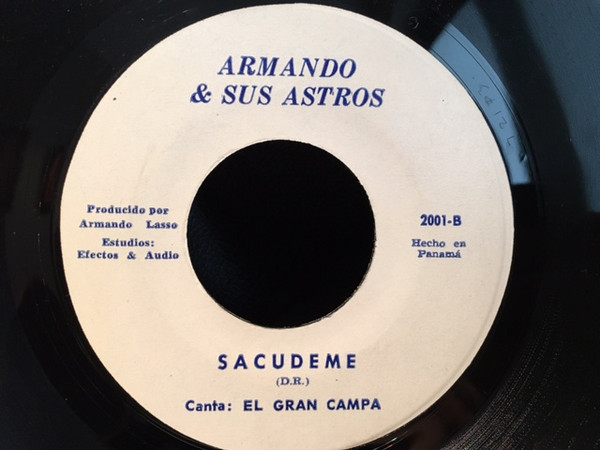 ARMANDO
& SUS ASTROS
Producido por
Armando Lasso
Estudios:
Efectos & Audio
2001-B
Hecho en
Panamá
SACUDEME
(D.R.)
Canta: EL GRAN CAMPA